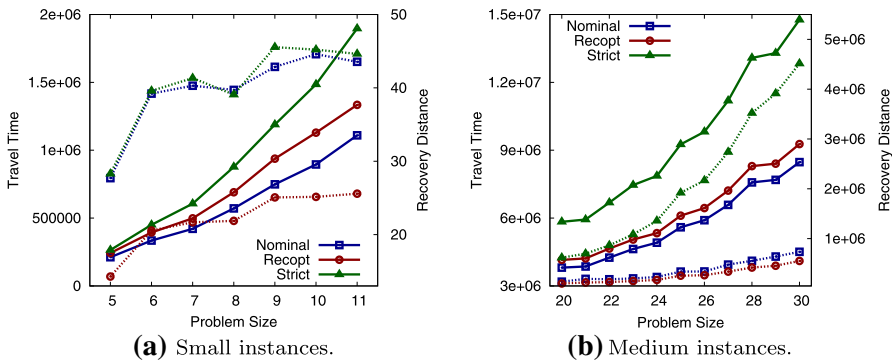 2e+06
1.5e+06
1e+06
500000
0
Travel Time
50
40
30
20
Recovery Distance
Nominal
Recopt
Strict
5 6 7 8 9 10 11
Problem Size
(a) Small instances.
1.5e+07
1.2e+07
9e+06
6e+06
3e+06
Travel Time
5e+06
4e+06
3e+06
2e+06
1e+06
Recovery Distance
Nominal
Recopt
Strict
20 22 24 26 28 30
Problem Size
(b) Medium instances.